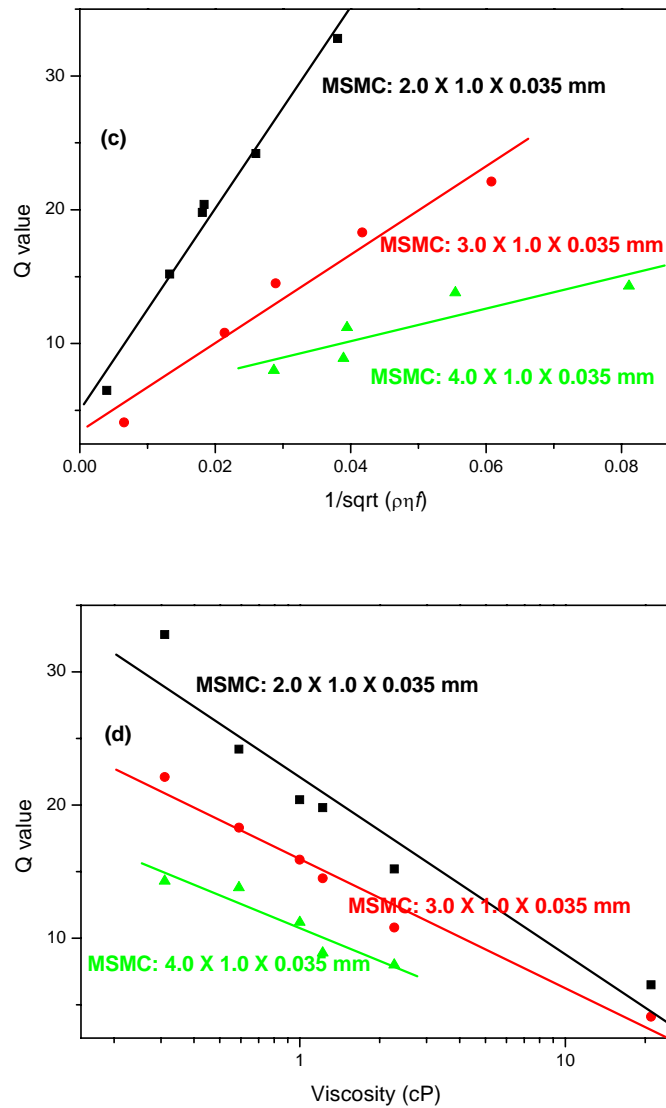 30
MSMC: 2.0 X 1.0 X 0.035 mm
(c)
Q value
20
MSMC: 3.0 X 1.0 X 0.035 mm
10
MSMC: 4.0 X 1.0 X 0.035 mm
0.00 0.02 0.04 0.06 0.08
1/sqrt (ρηf)
30
MSMC: 2.0 X 1.0 X 0.035 mm
(d)
Q value
20
MSMC: 3.0 X 1.0 X 0.035 mm
10
MSMC: 4.0 X 1.0 X 0.035 mm
1 10
Viscosity (cP)